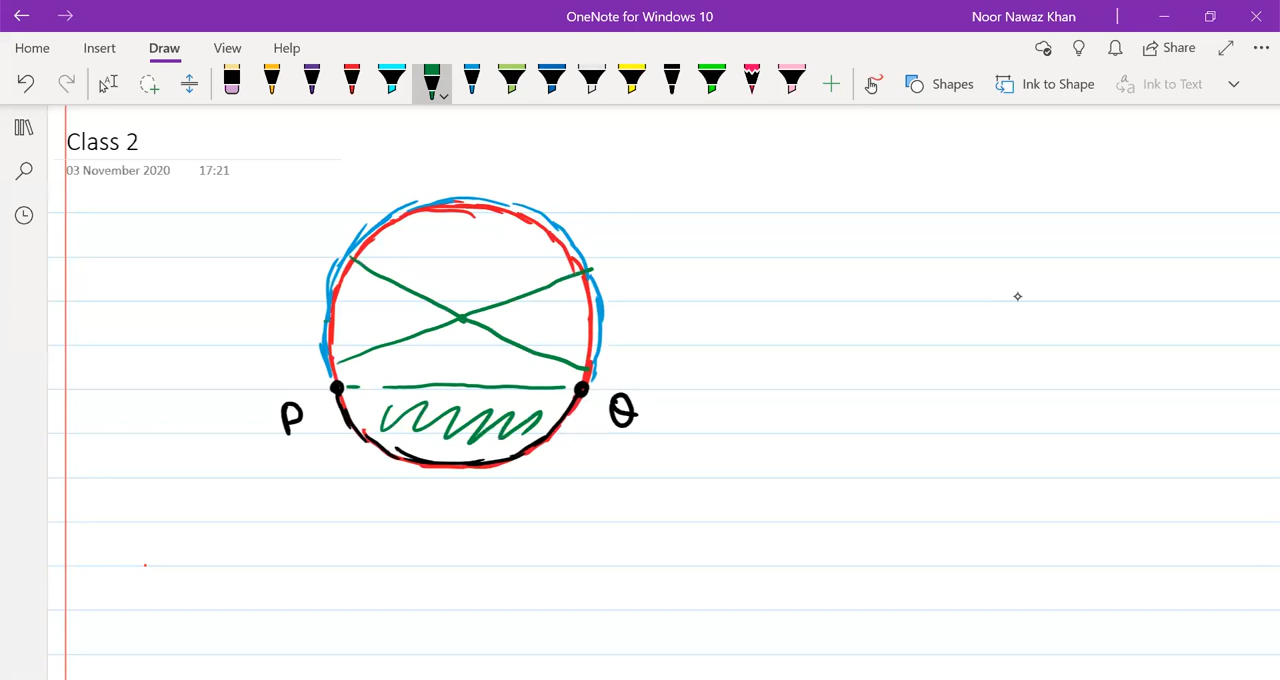 OneNote for Windows 10
Noor Nawaz Khan
Home Insert Draw View Help
Share
Shapes Ink to Shape Ink to Text
Class 2
03 November 2020 17:21
P Q